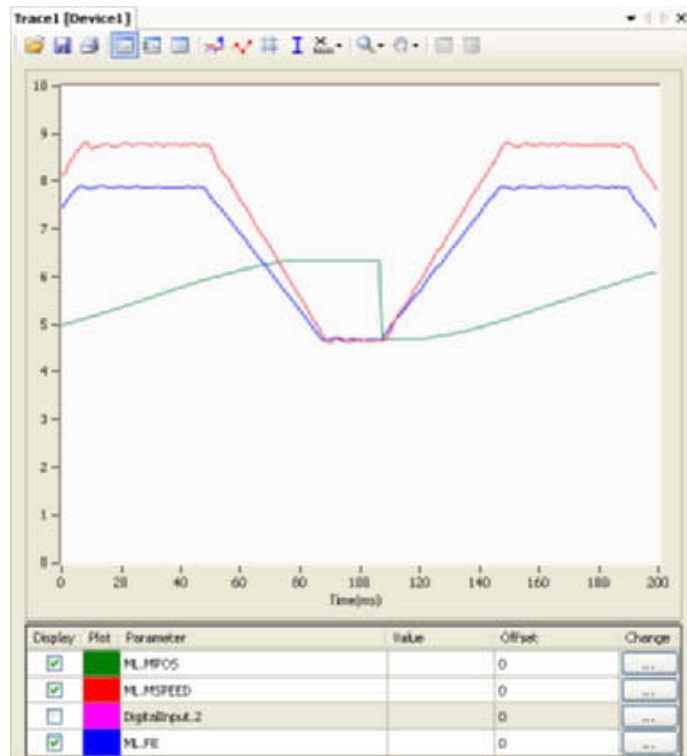 Trace1 [Device1]
10
9
8
7
6
5
4
3
2
1
0
0 20 40 60 80 100 120 140 160 180 200
Time(ms)
Display Plot Parameter Value Offset Change
ML.MPOS 0 ...
ML.MSPEED 0 ...
DigitalInput.2 0 ...
ML.FE 0 ...